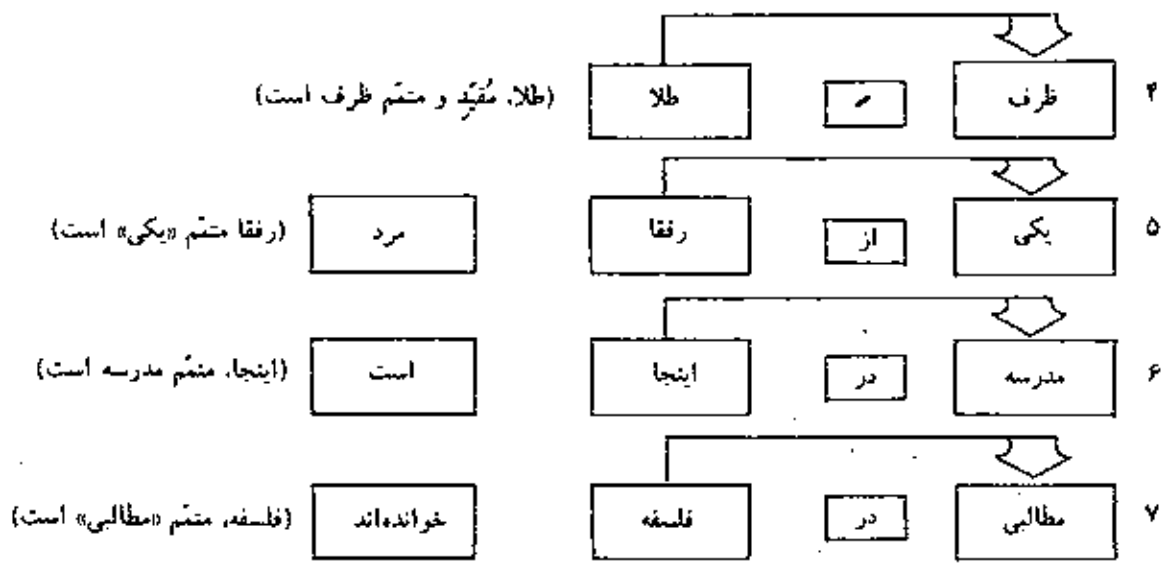 ۴ ظرف ـِ طلا (طلا، مُقیِّد و متمّم ظرف است)
۵ یکی از رفقا مرد (رفقا متمّم «یکی» است)
۶ مدرسه در اینجا است (اینجا، متمّم مدرسه است)
۷ مطالبی در فلسفه خوانده‌اند (فلسفه، متمّم «مطالبی» است)